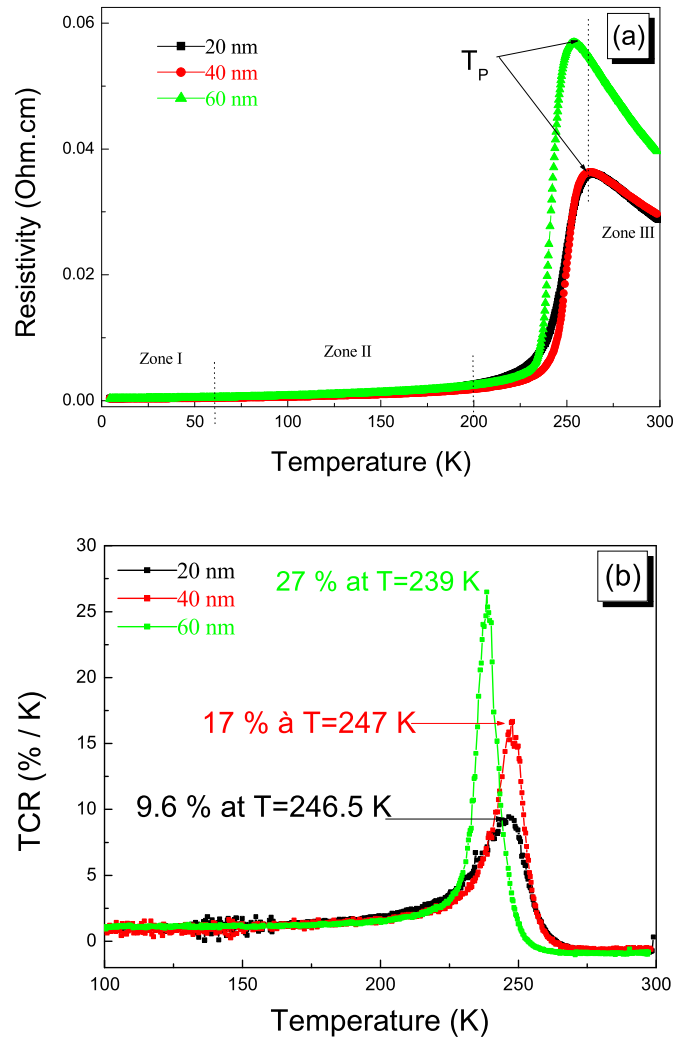 (a)
20 nm
40 nm
60 nm
T_P
Zone I
Zone II
Zone III
0.06
0.04
0.02
0.00
Resistivity (Ohm.cm)
0 50 100 150 200 250 300
Temperature (K)
(b)
20 nm
40 nm
60 nm
27 % at T=239 K
17 % à T=247 K
9.6 % at T=246.5 K
30
25
20
15
10
5
0
TCR (% / K)
100 150 200 250 300
Temperature (K)